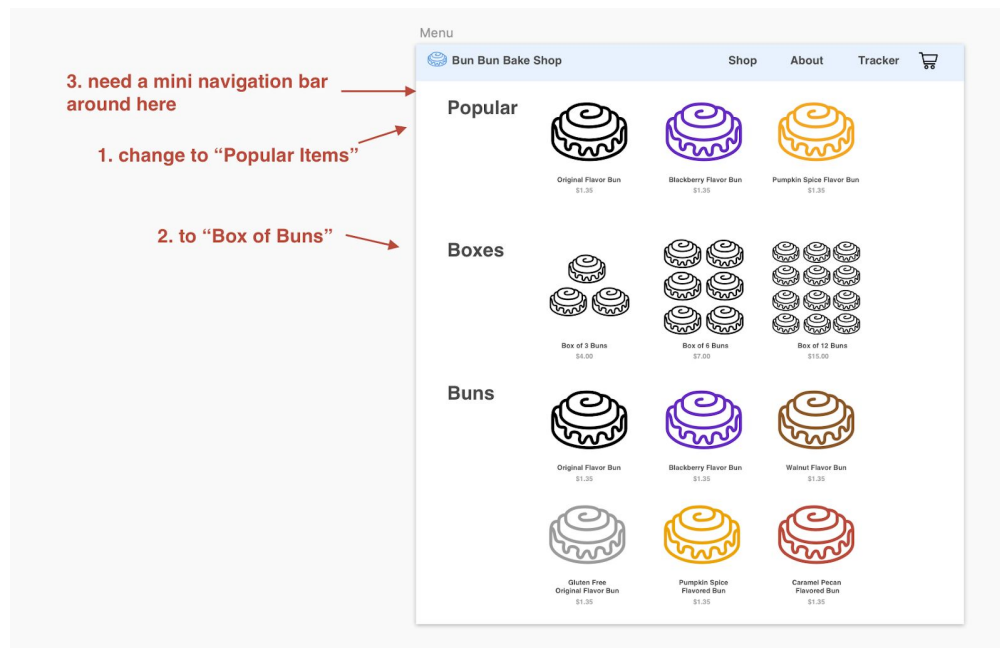 Menu
Bun Bun Bake Shop Shop About Tracker
3. need a mini navigation bar
around here
1. change to “Popular Items”
2. to “Box of Buns”
Popular
Original Flavor Bun Blackberry Flavor Bun Pumpkin Spice Flavor Bun
$1.35 $1.35 $1.35
Boxes
Box of 3 Buns Box of 6 Buns Box of 12 Buns
$4.00 $7.00 $15.00
Buns
Original Flavor Bun Blackberry Flavor Bun Walnut Flavor Bun
$1.35 $1.35 $1.35
Gluten Free Pumpkin Spice Caramel Pecan
Original Flavor Bun Flavored Bun Flavored Bun
$1.35 $1.35 $1.35